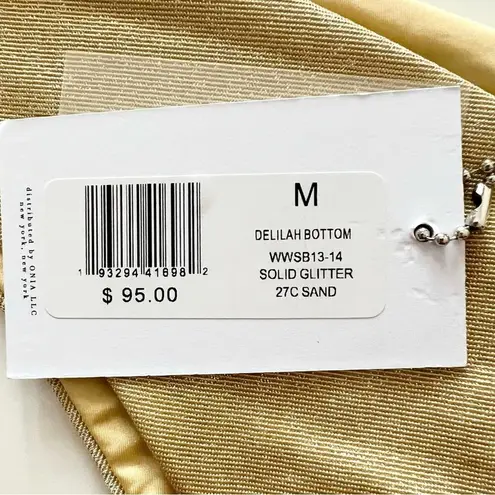 distributed by ONIA LLC
new york, new york
1 93294 41698 2
$ 95.00
M
DELILAH BOTTOM
WWSB13-14
SOLID GLITTER
27C SAND